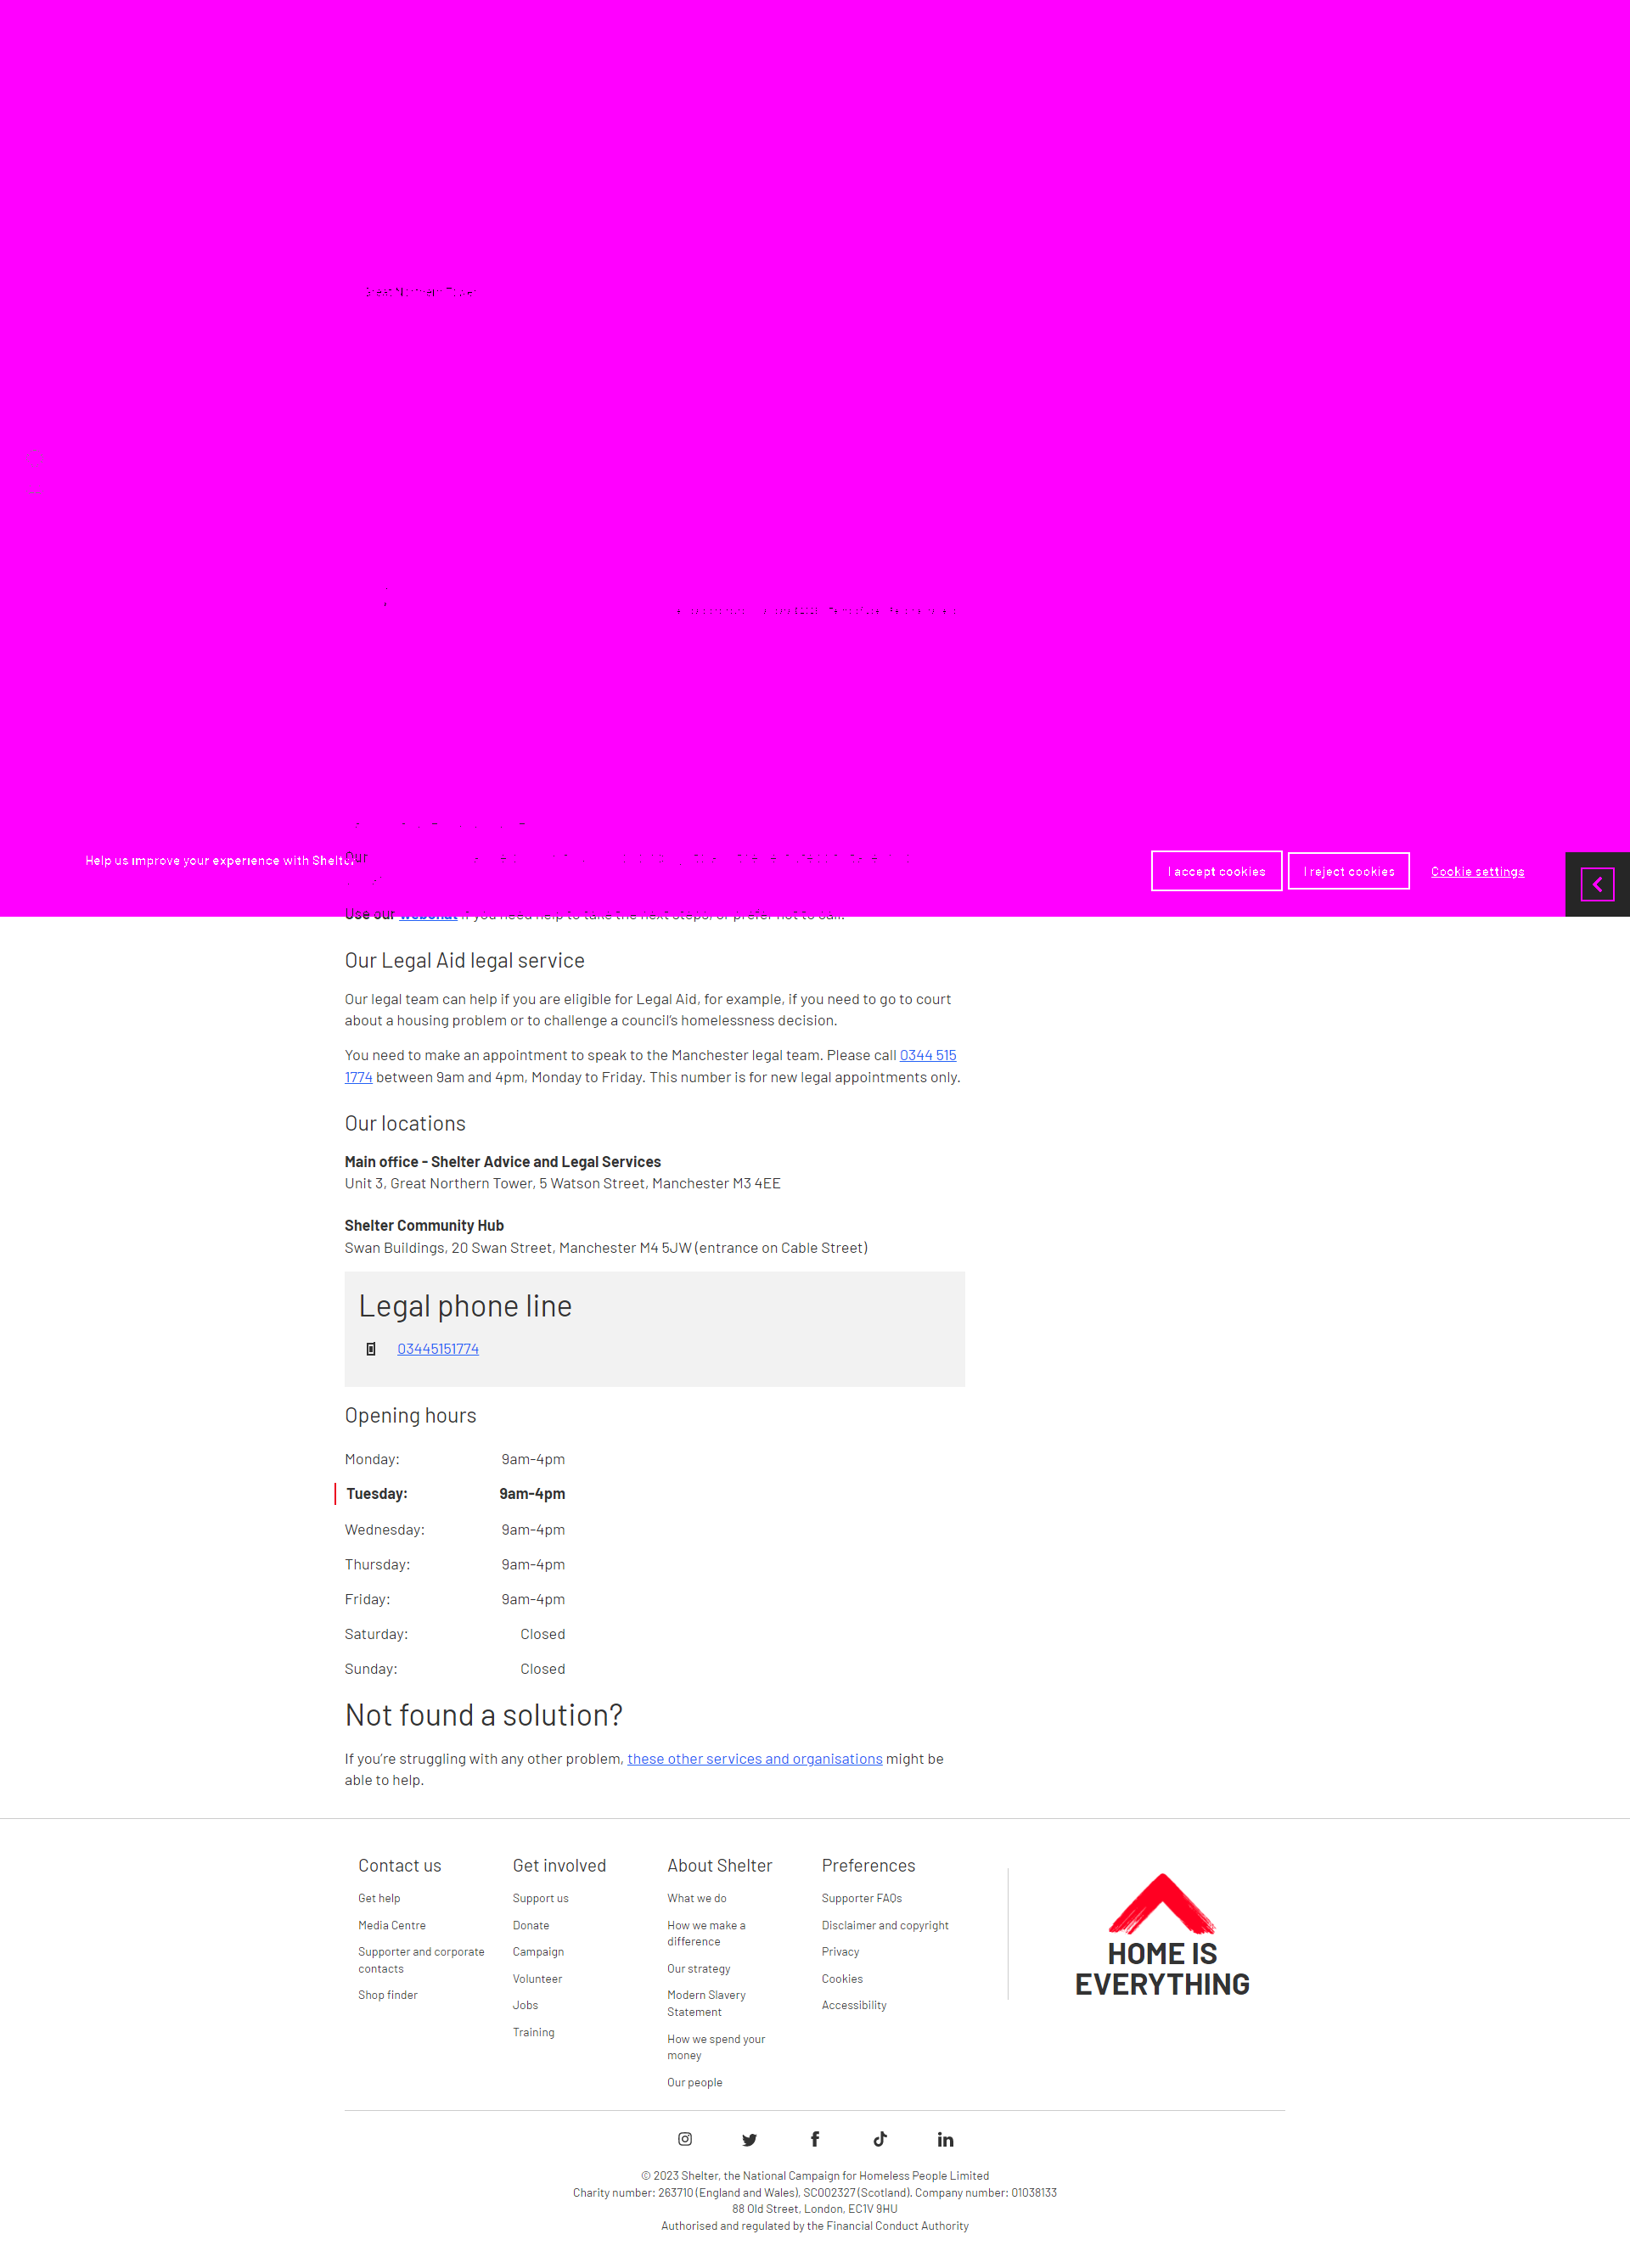 Great Northern Tower
Help us improve your experience with Shelter
Our
I accept cookies
I reject cookies
Cookie settings
Use our webchat if you need help to take the next steps, or prefer not to call.
Our Legal Aid legal service
Our legal team can help if you are eligible for Legal Aid, for example, if you need to go to court
about a housing problem or to challenge a council's homelessness decision.
You need to make an appointment to speak to the Manchester legal team. Please call 0344 515
1774 between 9am and 4pm, Monday to Friday. This number is for new legal appointments only.
Our locations
Main office - Shelter Advice and Legal Services
Unit 3, Great Northern Tower, 5 Watson Street, Manchester M3 4EE
Shelter Community Hub
Swan Buildings, 20 Swan Street, Manchester M4 5JW (entrance on Cable Street)
Legal phone line
03445151774
Opening hours
Monday: 9am-4pm
Tuesday: 9am-4pm
Wednesday: 9am-4pm
Thursday: 9am-4pm
Friday: 9am-4pm
Saturday: Closed
Sunday: Closed
Not found a solution?
If you're struggling with any other problem, these other services and organisations might be
able to help.
Contact us
Get help
Media Centre
Supporter and corporate
contacts
Shop finder
Get involved
Support us
Donate
Campaign
Volunteer
Jobs
Training
About Shelter
What we do
How we make a
difference
Our strategy
Modern Slavery
Statement
How we spend your
money
Our people
Preferences
Supporter FAQs
Disclaimer and copyright
Privacy
Cookies
Accessibility
HOME IS
EVERYTHING
© 2023 Shelter, the National Campaign for Homeless People Limited
Charity number: 263710 (England and Wales), SC002327 (Scotland). Company number: 01038133
88 Old Street, London, EC1V 9HU
Authorised and regulated by the Financial Conduct Authority